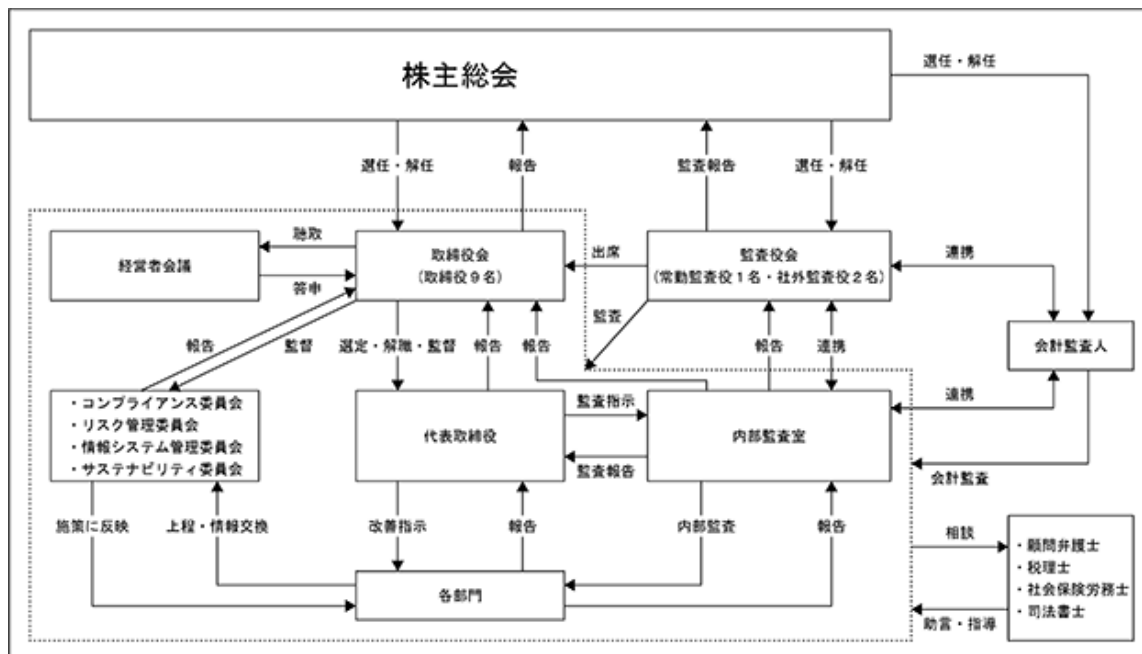 株主総会
選任・解任
選任・解任
報告
監査報告
選任・解任
経営者会議
聴取
答申
取締役会
(取締役9名)
出席
監査役会
(常勤監査役1名・社外監査役2名)
連携
監査
会計監査人
報告
監督
選定・解職・監督
報告
報告
報告
連携
・コンプライアンス委員会
・リスク管理委員会
・情報システム管理委員会
・サステナビリティ委員会
代表取締役
監査指示
監査報告
内部監査室
連携
会計監査
施策に反映
上程・情報交換
改善指示
報告
内部監査
報告
各部門
相談
助言・指導
・顧問弁護士
・税理士
・社会保険労務士
・司法書士